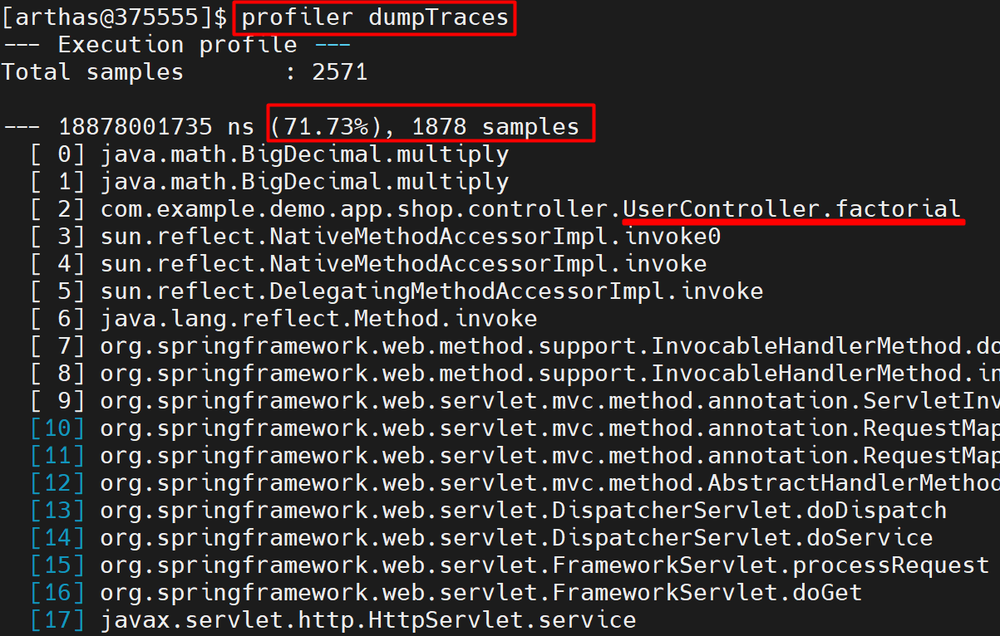 [arthas@375555]$ profiler dumpTraces
--- Execution profile ---
Total samples       : 2571
--- 18878001735 ns (71.73%), 1878 samples
  [ 0] java.math.BigDecimal.multiply
  [ 1] java.math.BigDecimal.multiply
  [ 2] com.example.demo.app.shop.controller.UserController.factorial
  [ 3] sun.reflect.NativeMethodAccessorImpl.invoke0
  [ 4] sun.reflect.NativeMethodAccessorImpl.invoke
  [ 5] sun.reflect.DelegatingMethodAccessorImpl.invoke
  [ 6] java.lang.reflect.Method.invoke
  [ 7] org.springframework.web.method.support.InvocableHandlerMethod.do
  [ 8] org.springframework.web.method.support.InvocableHandlerMethod.in
  [ 9] org.springframework.web.servlet.mvc.method.annotation.ServletInv
  [10] org.springframework.web.servlet.mvc.method.annotation.RequestMap
  [11] org.springframework.web.servlet.mvc.method.annotation.RequestMap
  [12] org.springframework.web.servlet.mvc.method.AbstractHandlerMethod
  [13] org.springframework.web.servlet.DispatcherServlet.doDispatch
  [14] org.springframework.web.servlet.DispatcherServlet.doService
  [15] org.springframework.web.servlet.FrameworkServlet.processRequest
  [16] org.springframework.web.servlet.FrameworkServlet.doGet
  [17] javax.servlet.http.HttpServlet.service